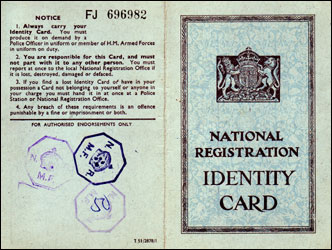 NOTICE
FJ 696982
1. Always carry your
Identity Card. You must
produce it on demand by a
Police Officer in uniform or member of H.M. Armed Forces
in uniform on duty.
2. You are responsible for this Card, and must
not part with it to any other person. You must
report at once to the local National Registration Office if
it is lost, destroyed, damaged or defaced.
3. If you find a lost Identity Card or have in your
possession a Card not belonging to yourself or anyone in
your charge you must hand it in at once at a Police
Station or National Registration Office.
4. Any breach of these requirements is an offence
punishable by a fine or imprisonment or both.
FOR AUTHORISED ENDORSEMENTS ONLY
N.
M.F.
N. R.
M.F.
T 51/2878/1
NATIONAL
REGISTRATION
IDENTITY
CARD